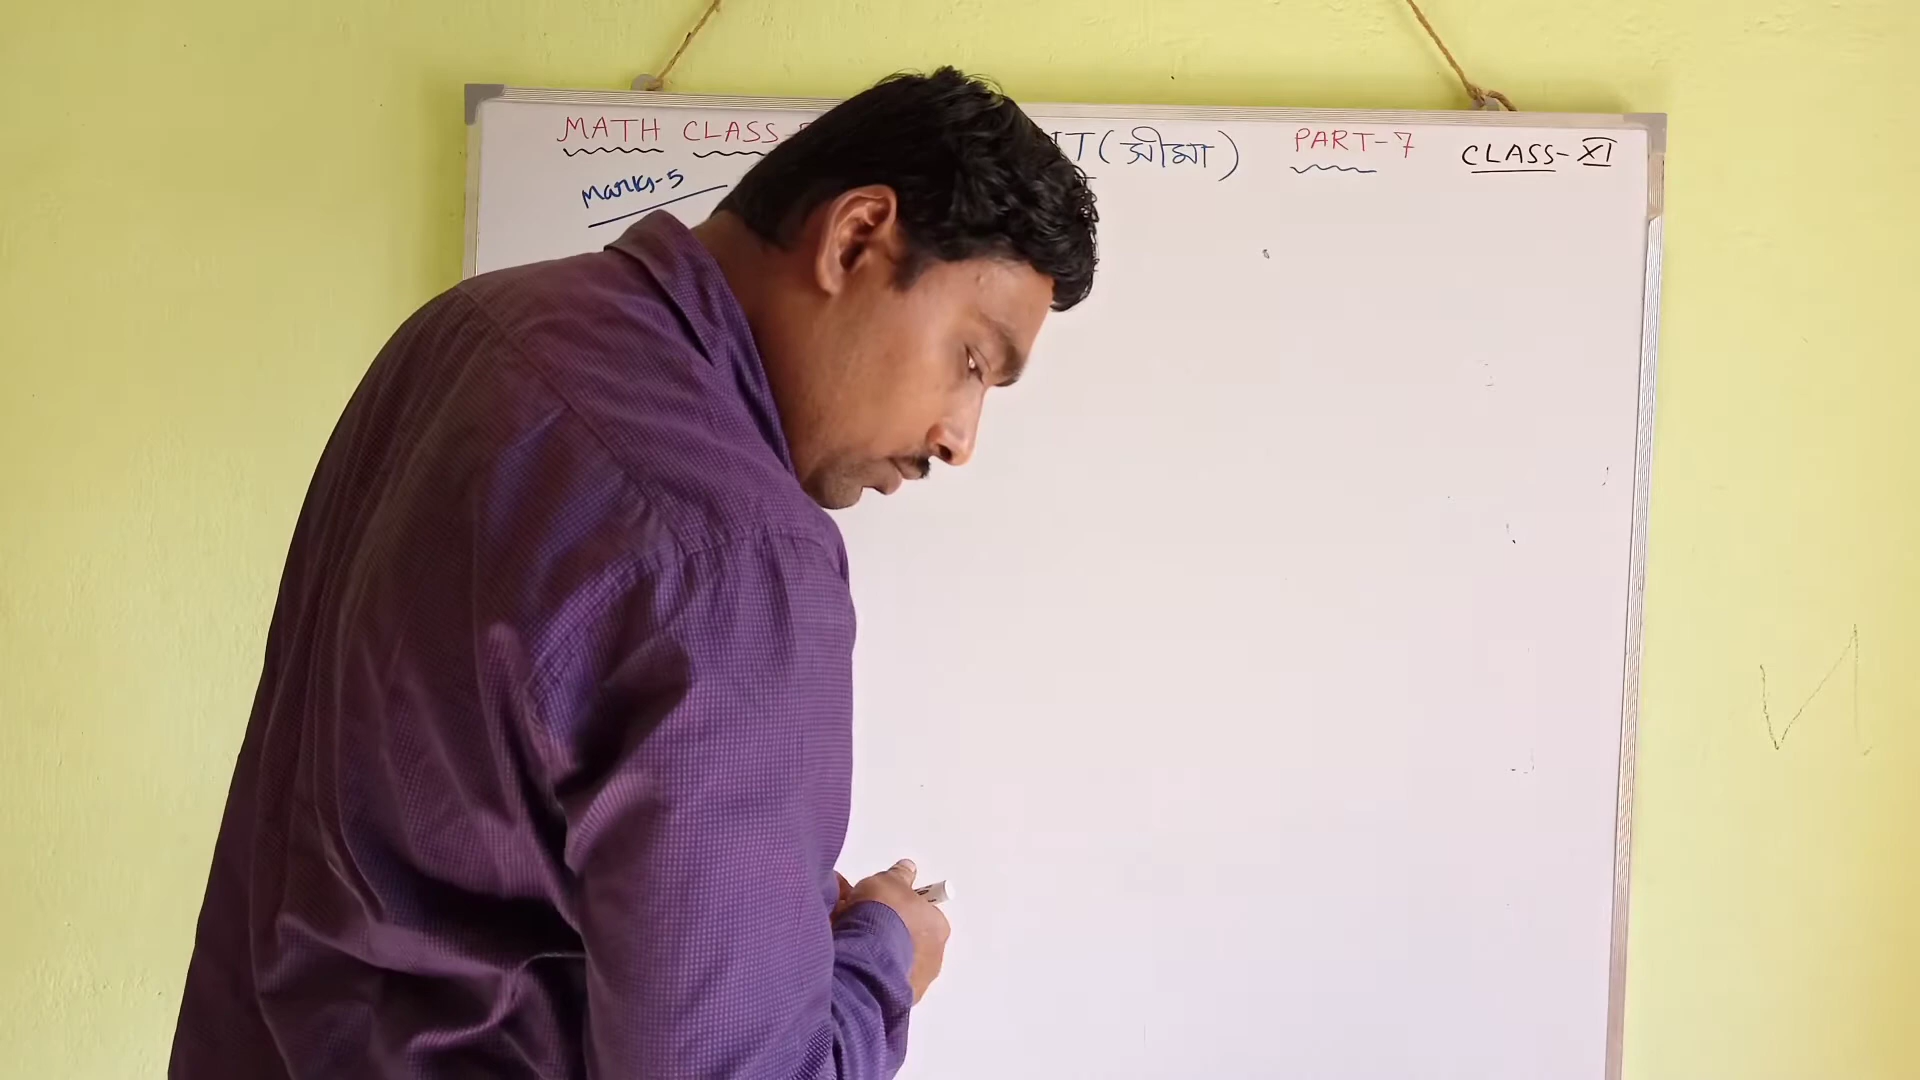 MATH CLASS- IT (সীমা) PART-7 CLASS-XI
Marks-5